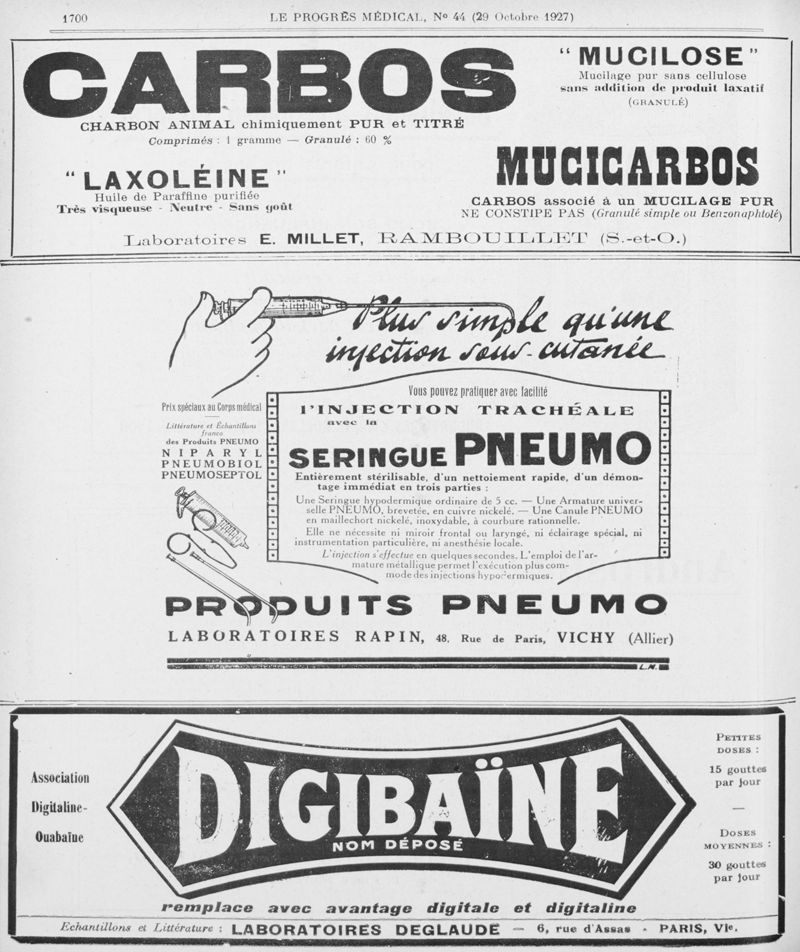 1700
LE PROGRÈS MÉDICAL, No 44 (29 Octobre 1927)
CARBOS
CHARBON ANIMAL chimiquement PUR et TITRÉ
Comprimés : 1 gramme — Granulé : 60 %
"LAXOLÉINE"
Huile de Paraffine purifiée
Très visqueuse - Neutre - Sans goût
"MUCILOSE"
Mucilage pur sans cellulose
sans addition de produit laxatif
(GRANULÉ)
MUCICARBOS
CARBOS associé à un MUCILAGE PUR
NE CONSTIPE PAS (Granulé simple ou Benzonaphtolé)
Laboratoires E. MILLET, RAMBOUILLET (S.-et-O.)
Plus simple qu'une
injection sous-cutanée
Prix spéciaux au Corps médical
Littérature et Échantillons
franco
des Produits PNEUMO
NIPARYL
PNEUMOBIOL
PNEUMOSEPTOL
Vous pouvez pratiquer avec facilité
l'INJECTION TRACHÉALE
avec la
SERINGUE PNEUMO
Entièrement stérilisable, d'un nettoiement rapide, d'un démon-
tage immédiat en trois parties :
Une Seringue hypodermique ordinaire de 5 cc. — Une Armature univer-
selle PNEUMO, brevetée, en cuivre nickelé. — Une Canule PNEUMO
en maillechort nickelé, inoxydable, à courbure rationnelle.
Elle ne nécessite ni miroir frontal ou laryngé, ni éclairage spécial, ni
instrumentation particulière, ni anesthésie locale.
L'injection s'effectue en quelques secondes. L'emploi de l'ar-
mature métallique permet l'exécution plus com-
mode des injections hypodermiques.
PRODUITS PNEUMO
LABORATOIRES RAPIN, 48, Rue de Paris, VICHY (Allier)
L.N.
Association
Digitaline-
Ouabaïne
DIGIBAÏNE
NOM DÉPOSÉ
PETITES
DOSES :
15 gouttes
par jour
—
DOSES
MOYENNES :
30 gouttes
par jour
remplace avec avantage digitale et digitaline
Echantillons et Littérature : LABORATOIRES DEGLAUDE — 6, rue d'Assas - PARIS, VIe.